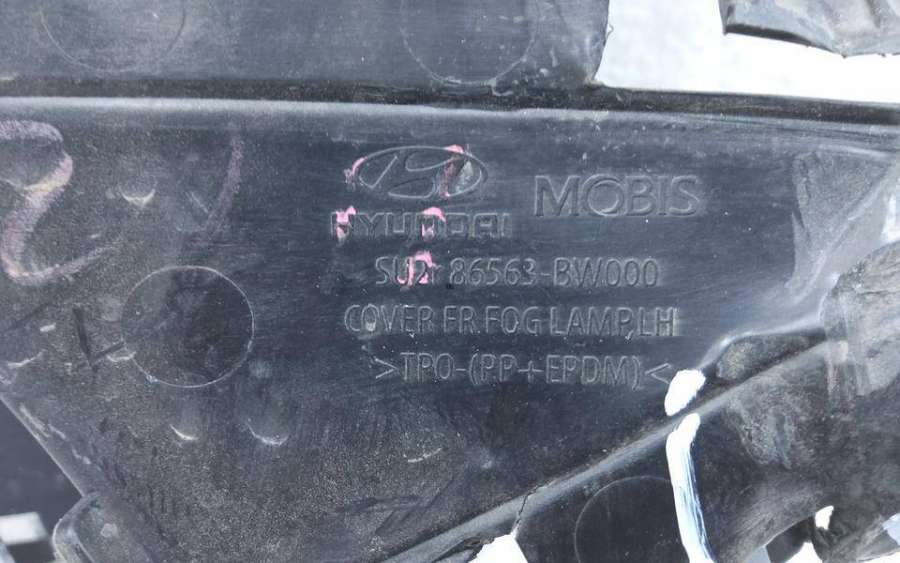 MOBIS
HYUNDAI
SU2r 86563-BW000
COVER FR FOG LAMP,LH
>TPO-(PP+EPDM)<